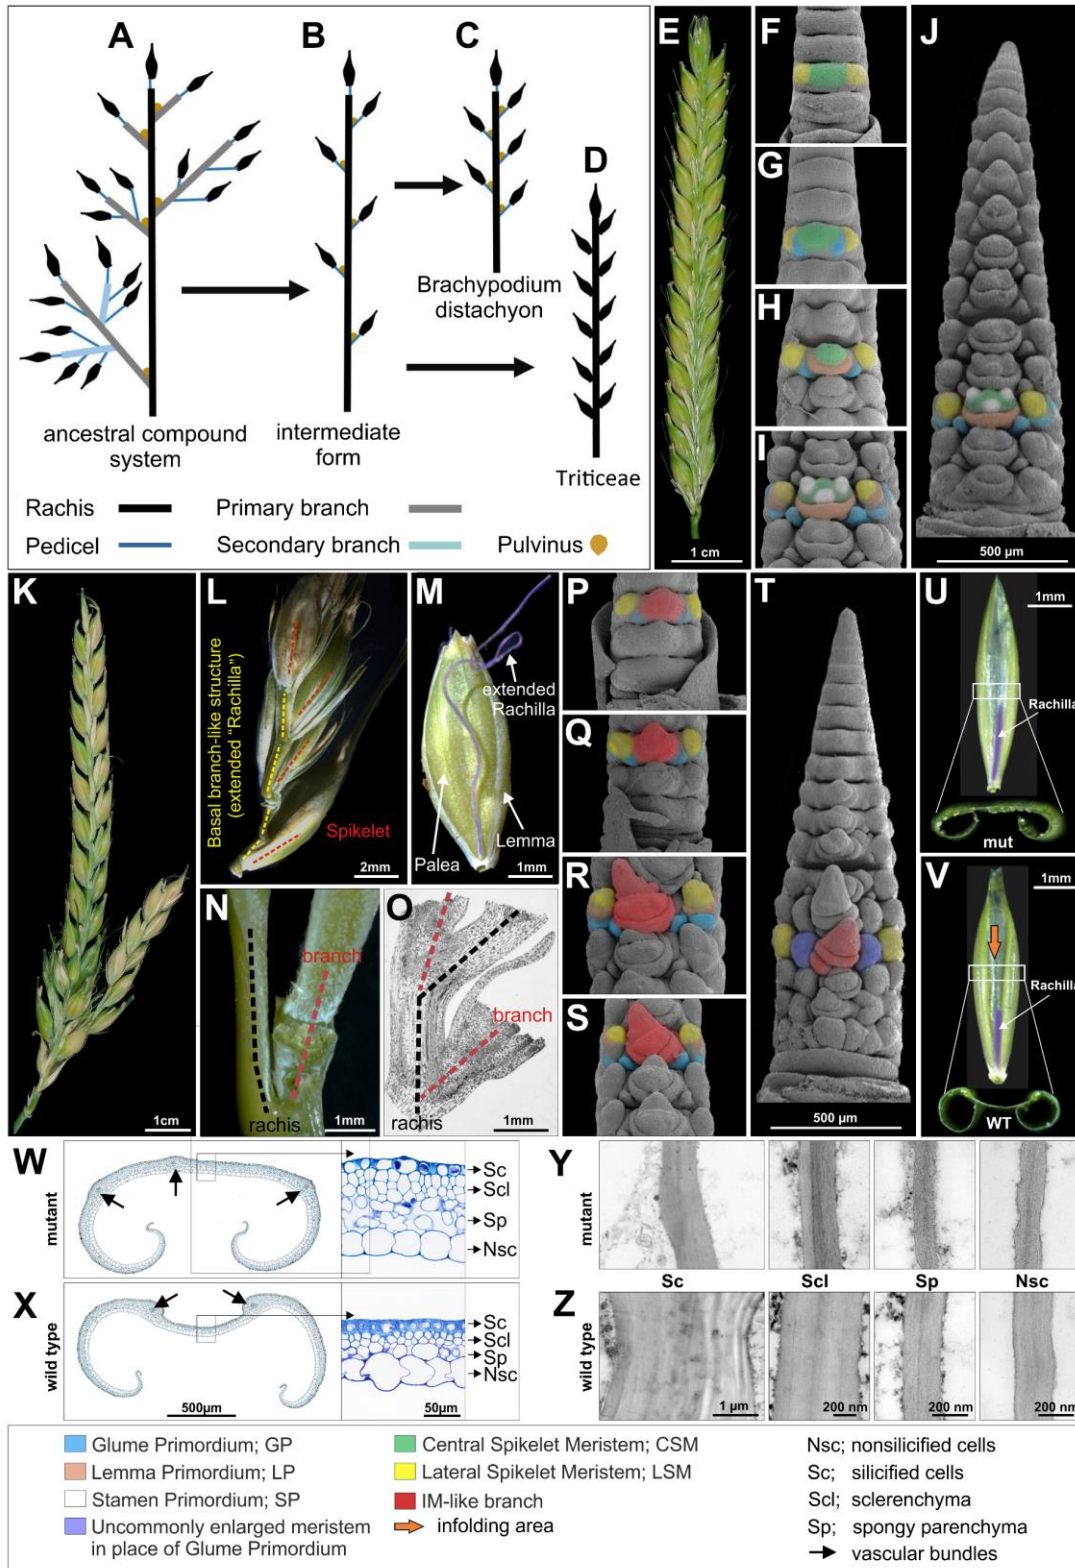 A
B
C
D
ancestral compound
system
intermediate
form
Brachypodium
distachyon
Triticeae
Rachis
Primary branch
Pedicel
Secondary branch
Pulvinus
E
1 cm
F
G
H
I
J
500 µm
K
1cm
L
Basal branch-like structure
(extended "Rachilla")
Spikelet
2mm
M
extended
Rachilla
Palea
Lemma
1mm
N
branch
rachis
1mm
O
branch
rachis
1mm
P
Q
R
S
T
500 µm
U
1mm
Rachilla
mut
V
1mm
Rachilla
WT
W
mutant
Sc
Scl
Sp
Nsc
X
wild type
Sc
Scl
Sp
Nsc
500µm
50µm
Y
mutant
Sc
Scl
Sp
Nsc
Z
wild type
1 µm
200 nm
200 nm
200 nm
Glume Primordium; GP
Lemma Primordium; LP
Stamen Primordium; SP
Uncommonly enlarged meristem
in place of Glume Primordium
Central Spikelet Meristem; CSM
Lateral Spikelet Meristem; LSM
IM-like branch
infolding area
Nsc; nonsilicified cells
Sc; silicified cells
Scl; sclerenchyma
Sp; spongy parenchyma
vascular bundles